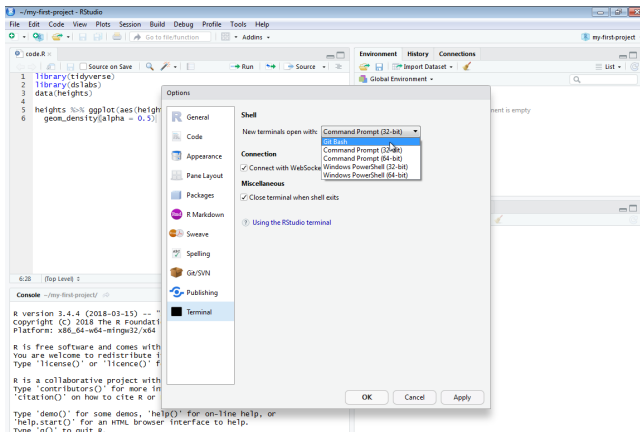 ~/my-first-project - RStudio
File Edit Code View Plots Session Build Debug Profile Tools Help
Go to file/function
Addins
my-first-project
code.R
Source on Save
Run
Source
1 library(tidyverse)
2 library(dslabs)
3 data(heights)
4
5 heights %>% ggplot(aes(heigh
6 geom_density(alpha = 0.5)
6:28 (Top Level)
Console ~/my-first-project/
R version 3.4.4 (2018-03-15) -- "
Copyright (C) 2018 The R Foundati
Platform: x86_64-w64-mingw32/x64
R is free software and comes with
You are welcome to redistribute i
Type 'license()' or 'licence()' f
R is a collaborative project with
Type 'contributors()' for more in
'citation()' on how to cite R or
Type 'demo()' for some demos, 'help()' for on-line help, or
'help.start()' for an HTML browser interface to help.
Type 'q()' to quit R.
Environment History Connections
Import Dataset
List
Global Environment
ment is empty
Options
General
Code
Appearance
Pane Layout
Packages
Rmd R Markdown
Sweave
ABC Spelling
Git/SVN
Publishing
Terminal
Shell
New terminals open with: Command Prompt (32-bit)
Git Bash
Command Prompt (32-bit)
Command Prompt (64-bit)
Windows PowerShell (32-bit)
Windows PowerShell (64-bit)
Connection
Connect with WebSocke
Miscellaneous
Close terminal when shell exits
Using the RStudio terminal
OK Cancel Apply